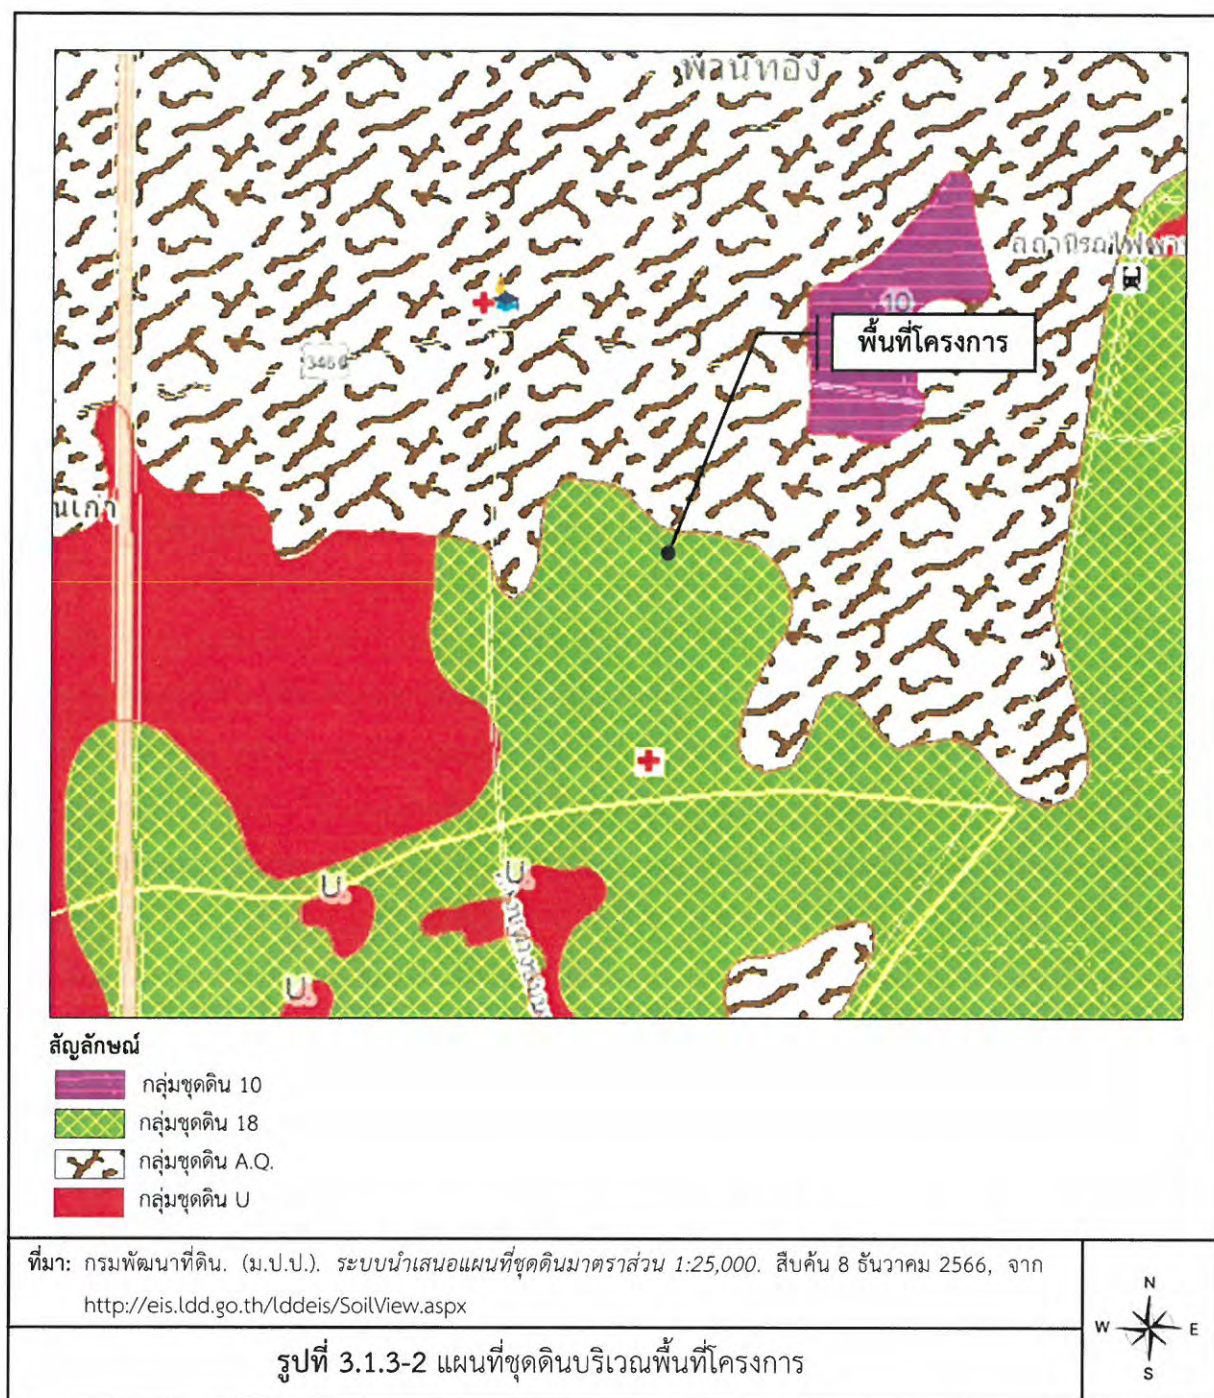 พานทอง
สถานีรถไฟพา
10
พื้นที่โครงการ
3466
นเก่า
U
U
U
สัญลักษณ์
กลุ่มชุดดิน 10
กลุ่มชุดดิน 18
กลุ่มชุดดิน A.Q.
กลุ่มชุดดิน U
ที่มา: กรมพัฒนาที่ดิน. (ม.ป.ป.). ระบบนำเสนอแผนที่ชุดดินมาตราส่วน 1:25,000. สืบค้น 8 ธันวาคม 2566, จาก
http://eis.ldd.go.th/lddeis/SoilView.aspx
N
W E
S
รูปที่ 3.1.3-2 แผนที่ชุดดินบริเวณพื้นที่โครงการ